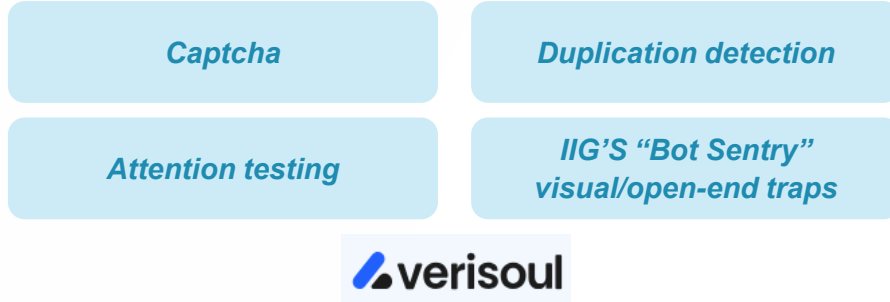 Captcha
Duplication detection
Attention testing
IIG'S “Bot Sentry”
visual/open-end traps
verisoul